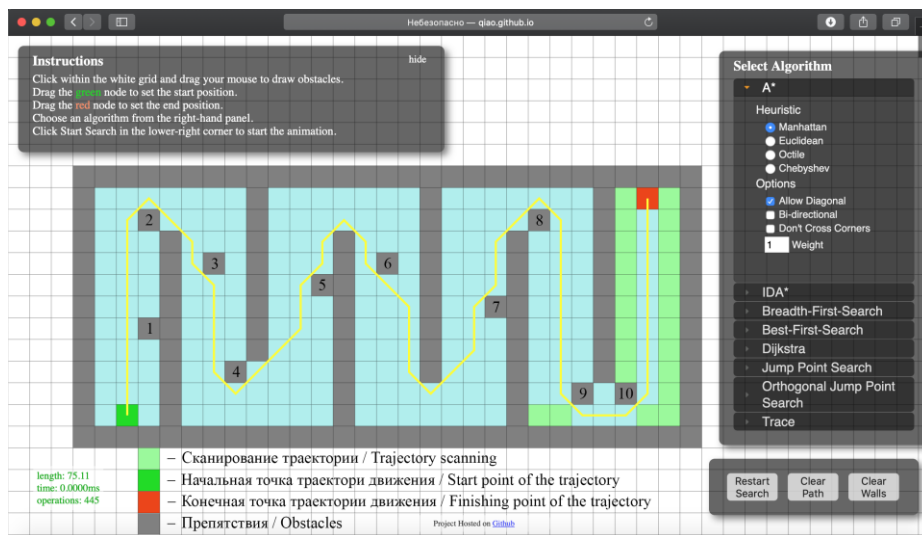 Небезопасно — qiao.github.io
Instructions
hide
Click within the white grid and drag your mouse to draw obstacles.
Drag the green node to set the start position.
Drag the red node to set the end position.
Choose an algorithm from the right-hand panel.
Click Start Search in the lower-right corner to start the animation.
Select Algorithm
A*
Heuristic
Manhattan
Euclidean
Octile
Chebyshev
Options
Allow Diagonal
Bi-directional
Don't Cross Corners
1 Weight
IDA*
Breadth-First-Search
Best-First-Search
Dijkstra
Jump Point Search
Orthogonal Jump Point
Search
Trace
2
8
3
6
5
7
1
4
9
10
length: 75.11
time: 0.0000ms
operations: 445
– Сканирование траектории / Trajectory scanning
– Начальная точка траектори движения / Start point of the trajectory
– Конечная точка траектории движения / Finishing point of the trajectory
– Препятствия / Obstacles
Project Hosted on Github
Restart
Search
Clear
Path
Clear
Walls